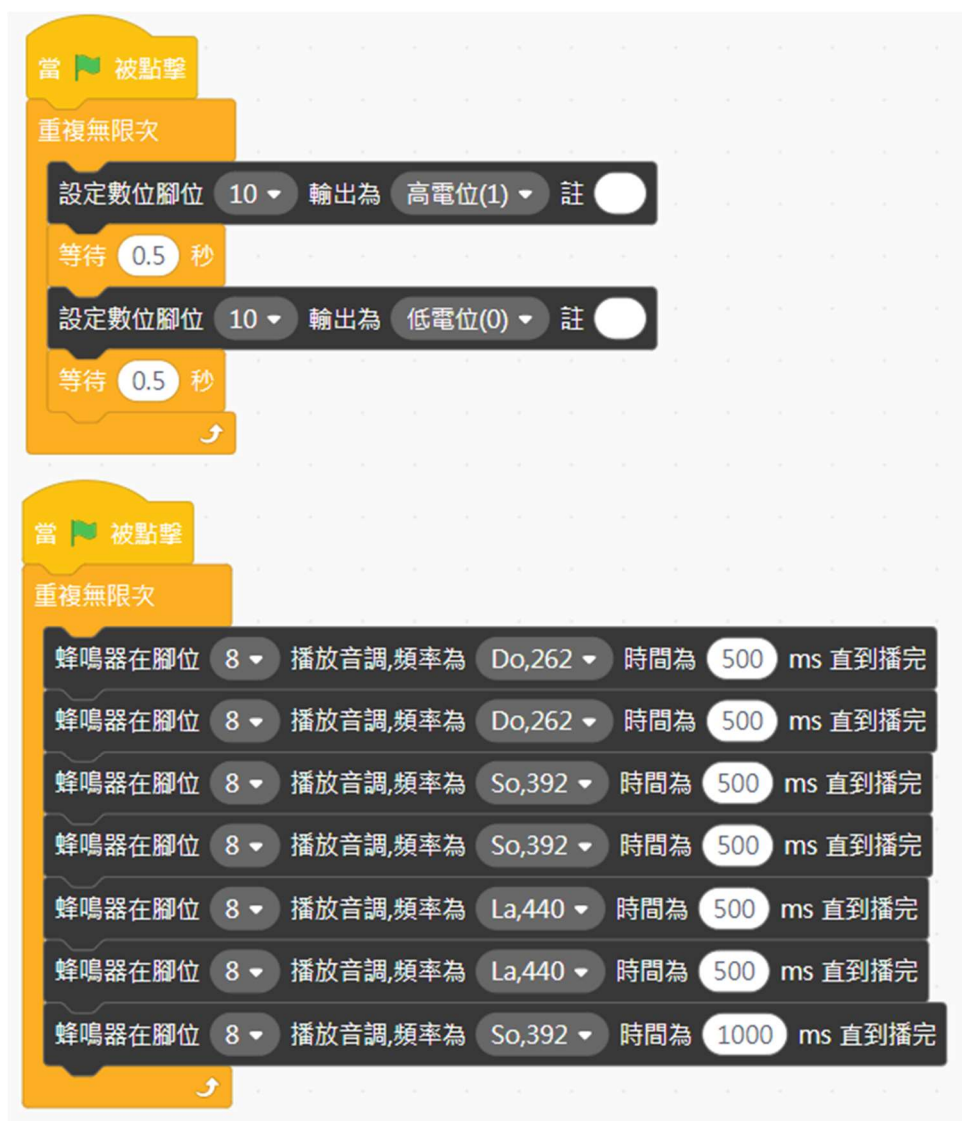 當 被點擊
重複無限次
設定數位腳位 10 輸出為 高電位(1) 註
等待 0.5 秒
設定數位腳位 10 輸出為 低電位(0) 註
等待 0.5 秒
當 被點擊
重複無限次
蜂鳴器在腳位 8 播放音調,頻率為 Do,262 時間為 500 ms 直到播完
蜂鳴器在腳位 8 播放音調,頻率為 Do,262 時間為 500 ms 直到播完
蜂鳴器在腳位 8 播放音調,頻率為 So,392 時間為 500 ms 直到播完
蜂鳴器在腳位 8 播放音調,頻率為 So,392 時間為 500 ms 直到播完
蜂鳴器在腳位 8 播放音調,頻率為 La,440 時間為 500 ms 直到播完
蜂鳴器在腳位 8 播放音調,頻率為 La,440 時間為 500 ms 直到播完
蜂鳴器在腳位 8 播放音調,頻率為 So,392 時間為 1000 ms 直到播完